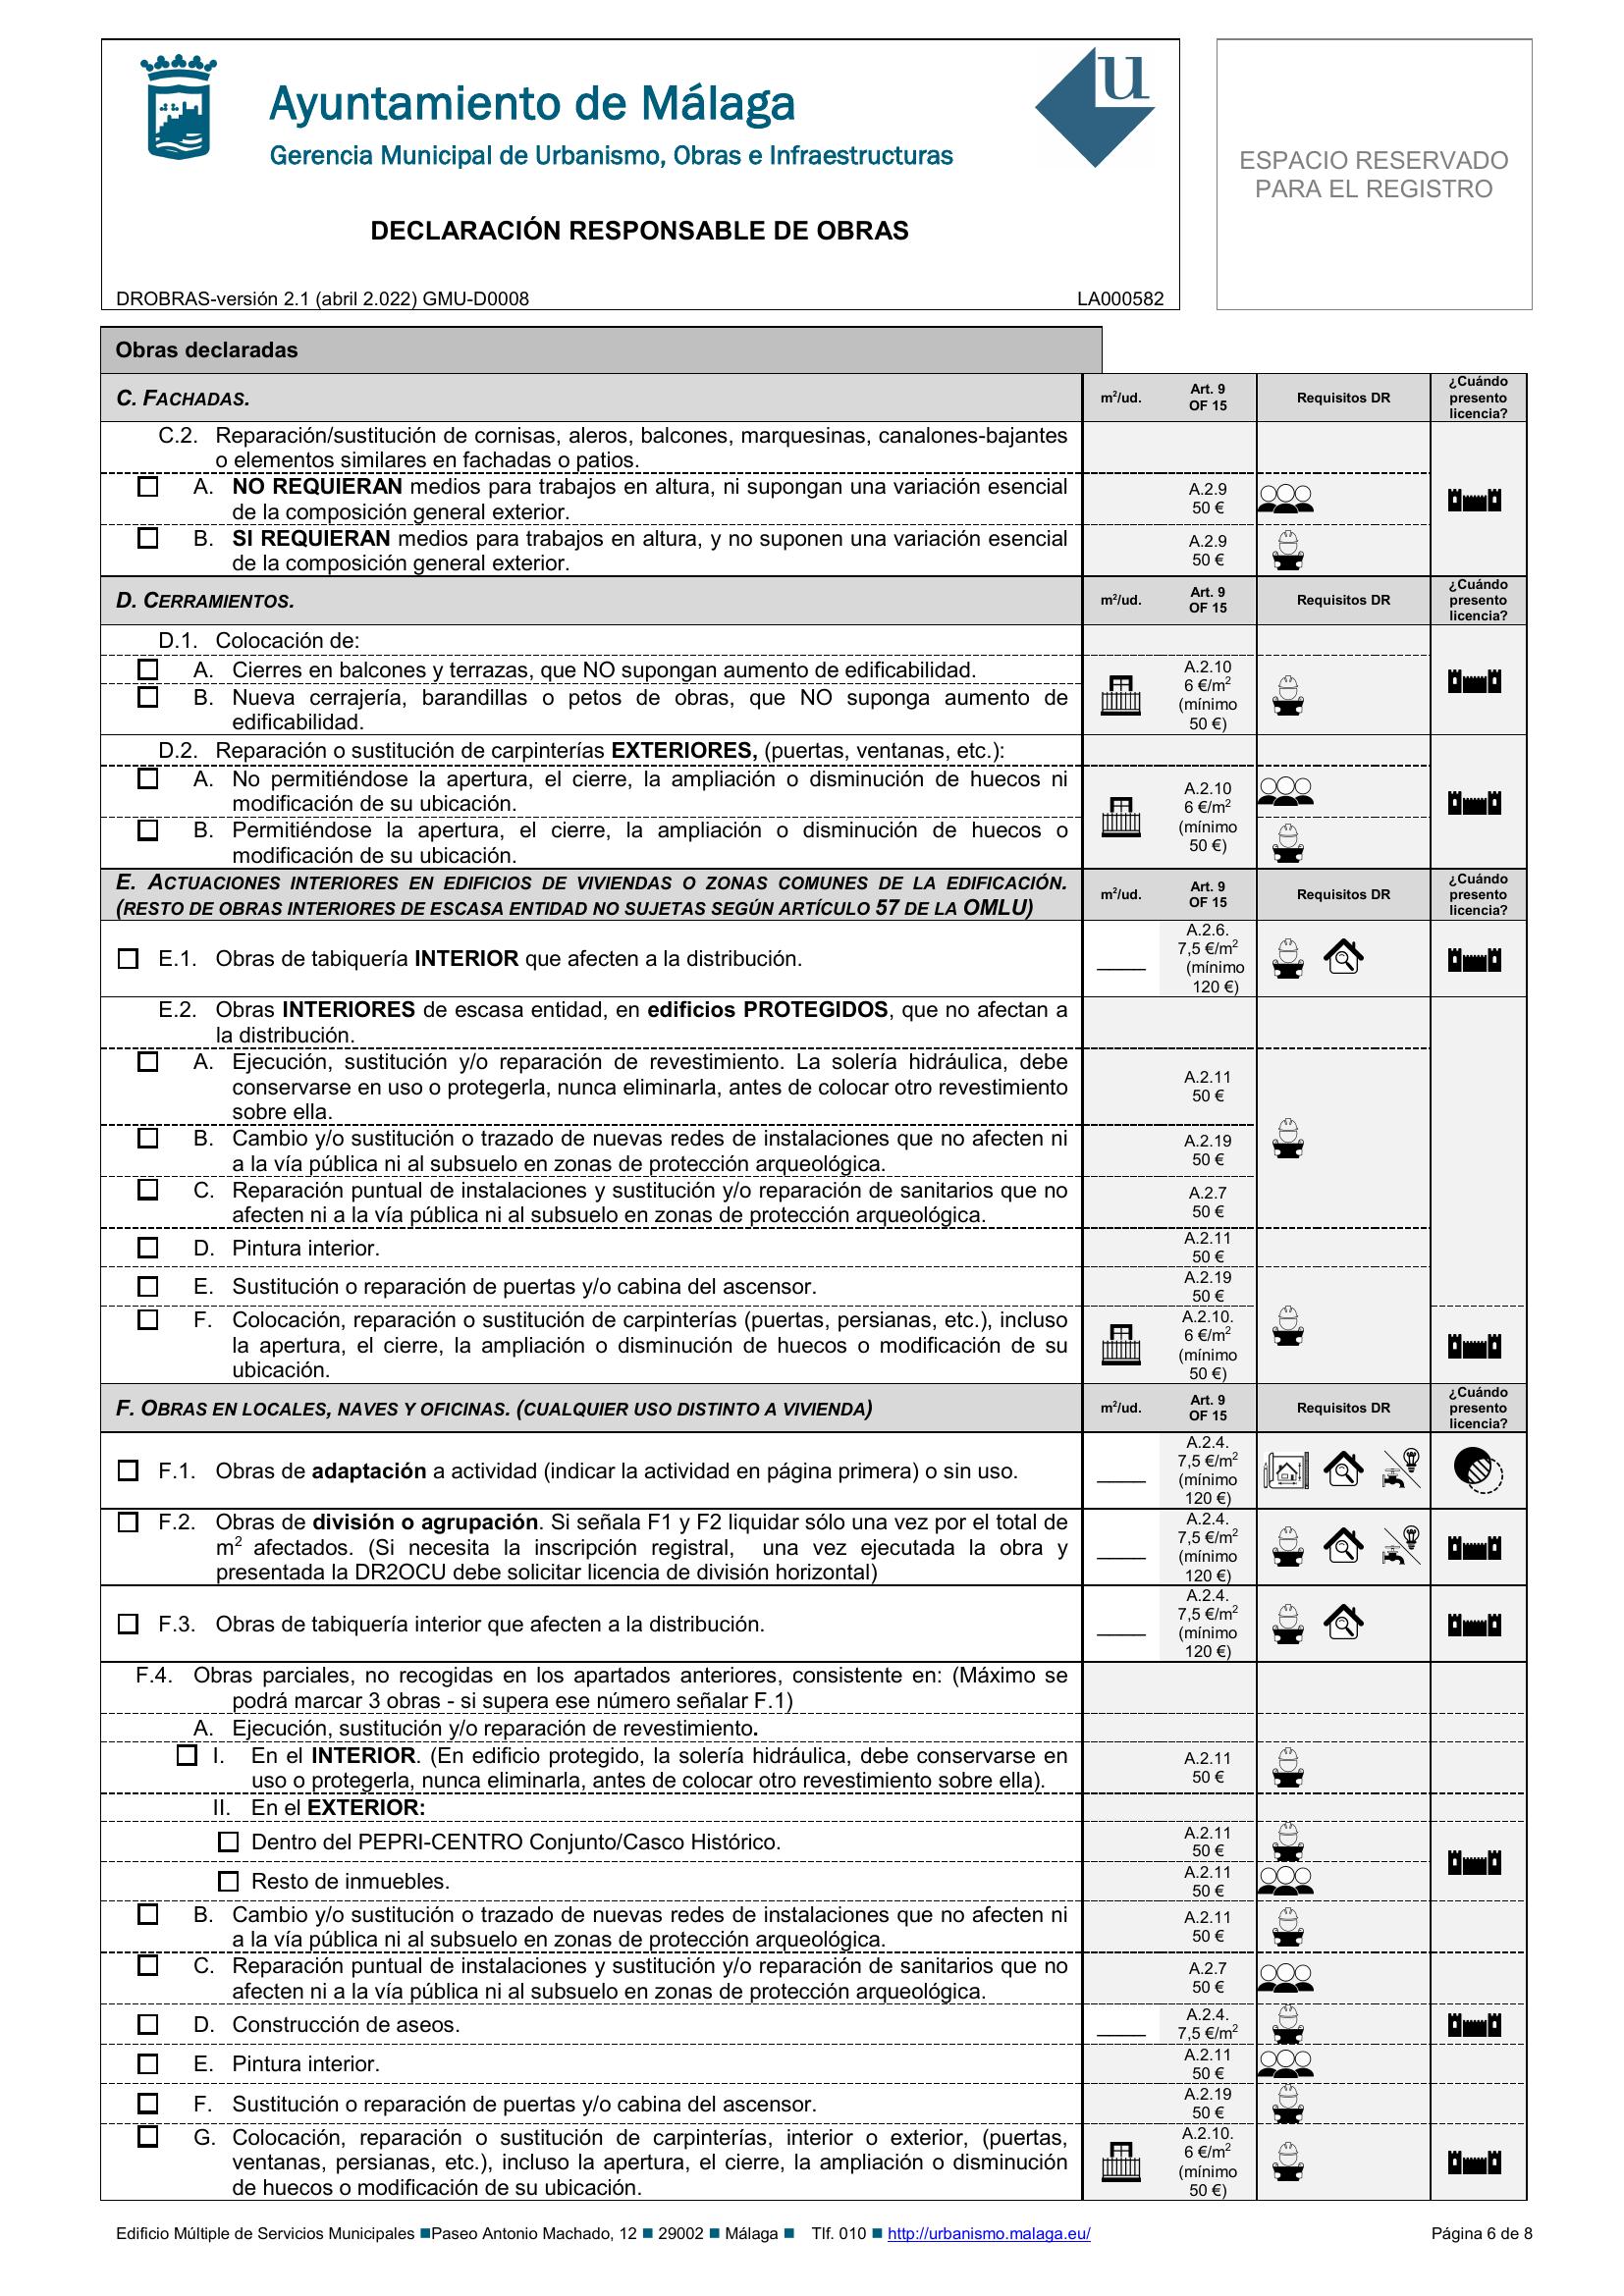 Ayuntamiento de Málaga
Gerencia Municipal de Urbanismo, Obras e Infraestructuras
u
DECLARACIÓN RESPONSABLE DE OBRAS
DROBRAS-versión 2.1 (abril 2.022) GMU-D0008 LA000582
ESPACIO RESERVADO
PARA EL REGISTRO
Obras declaradas
C. FACHADAS. m²/ud. Art. 9 OF 15 Requisitos DR ¿Cuándo presento licencia?
C.2. Reparación/sustitución de cornisas, aleros, balcones, marquesinas, canalones-bajantes
o elementos similares en fachadas o patios.
A. NO REQUIERAN medios para trabajos en altura, ni supongan una variación esencial
de la composición general exterior.
A.2.9
50 €
B. SI REQUIERAN medios para trabajos en altura, y no suponen una variación esencial
de la composición general exterior.
A.2.9
50 €
D. CERRAMIENTOS. m²/ud. Art. 9 OF 15 Requisitos DR ¿Cuándo presento licencia?
D.1. Colocación de:
A. Cierres en balcones y terrazas, que NO supongan aumento de edificabilidad.
B. Nueva cerrajería, barandillas o petos de obras, que NO suponga aumento de
edificabilidad.
A.2.10
6 €/m²
(mínimo
50 €)
D.2. Reparación o sustitución de carpinterías EXTERIORES, (puertas, ventanas, etc.):
A. No permitiéndose la apertura, el cierre, la ampliación o disminución de huecos ni
modificación de su ubicación.
B. Permitiéndose la apertura, el cierre, la ampliación o disminución de huecos o
modificación de su ubicación.
A.2.10
6 €/m²
(mínimo
50 €)
E. ACTUACIONES INTERIORES EN EDIFICIOS DE VIVIENDAS O ZONAS COMUNES DE LA EDIFICACIÓN.
(RESTO DE OBRAS INTERIORES DE ESCASA ENTIDAD NO SUJETAS SEGÚN ARTÍCULO 57 DE LA OMLU)
m²/ud. Art. 9 OF 15 Requisitos DR ¿Cuándo presento licencia?
E.1. Obras de tabiquería INTERIOR que afecten a la distribución.
____
A.2.6.
7,5 €/m²
(mínimo
120 €)
E.2. Obras INTERIORES de escasa entidad, en edificios PROTEGIDOS, que no afectan a
la distribución.
A. Ejecución, sustitución y/o reparación de revestimiento. La solería hidráulica, debe
conservarse en uso o protegerla, nunca eliminarla, antes de colocar otro revestimiento
sobre ella.
A.2.11
50 €
B. Cambio y/o sustitución o trazado de nuevas redes de instalaciones que no afecten ni
a la vía pública ni al subsuelo en zonas de protección arqueológica.
A.2.19
50 €
C. Reparación puntual de instalaciones y sustitución y/o reparación de sanitarios que no
afecten ni a la vía pública ni al subsuelo en zonas de protección arqueológica.
A.2.7
50 €
D. Pintura interior.
A.2.11
50 €
E. Sustitución o reparación de puertas y/o cabina del ascensor.
A.2.19
50 €
F. Colocación, reparación o sustitución de carpinterías (puertas, persianas, etc.), incluso
la apertura, el cierre, la ampliación o disminución de huecos o modificación de su
ubicación.
A.2.10.
6 €/m²
(mínimo
50 €)
F. OBRAS EN LOCALES, NAVES Y OFICINAS. (CUALQUIER USO DISTINTO A VIVIENDA) m²/ud. Art. 9 OF 15 Requisitos DR ¿Cuándo presento licencia?
F.1. Obras de adaptación a actividad (indicar la actividad en página primera) o sin uso.
____
A.2.4.
7,5 €/m²
(mínimo
120 €)
F.2. Obras de división o agrupación. Si señala F1 y F2 liquidar sólo una vez por el total de
m² afectados. (Si necesita la inscripción registral, una vez ejecutada la obra y
presentada la DR2OCU debe solicitar licencia de división horizontal)
____
A.2.4.
7,5 €/m²
(mínimo
120 €)
F.3. Obras de tabiquería interior que afecten a la distribución.
____
A.2.4.
7,5 €/m²
(mínimo
120 €)
F.4. Obras parciales, no recogidas en los apartados anteriores, consistente en: (Máximo se
podrá marcar 3 obras - si supera ese número señalar F.1)
A. Ejecución, sustitución y/o reparación de revestimiento.
I. En el INTERIOR. (En edificio protegido, la solería hidráulica, debe conservarse en
uso o protegerla, nunca eliminarla, antes de colocar otro revestimiento sobre ella).
A.2.11
50 €
II. En el EXTERIOR:
Dentro del PEPRI-CENTRO Conjunto/Casco Histórico.
A.2.11
50 €
Resto de inmuebles.
A.2.11
50 €
B. Cambio y/o sustitución o trazado de nuevas redes de instalaciones que no afecten ni
a la vía pública ni al subsuelo en zonas de protección arqueológica.
A.2.11
50 €
C. Reparación puntual de instalaciones y sustitución y/o reparación de sanitarios que no
afecten ni a la vía pública ni al subsuelo en zonas de protección arqueológica.
A.2.7
50 €
D. Construcción de aseos.
____
A.2.4.
7,5 €/m²
E. Pintura interior.
A.2.11
50 €
F. Sustitución o reparación de puertas y/o cabina del ascensor.
A.2.19
50 €
G. Colocación, reparación o sustitución de carpinterías, interior o exterior, (puertas,
ventanas, persianas, etc.), incluso la apertura, el cierre, la ampliación o disminución
de huecos o modificación de su ubicación.
A.2.10.
6 €/m²
(mínimo
50 €)
Edificio Múltiple de Servicios Municipales ■Paseo Antonio Machado, 12 ■ 29002 ■ Málaga ■ Tlf. 010 ■ http://urbanismo.malaga.eu/ Página 6 de 8